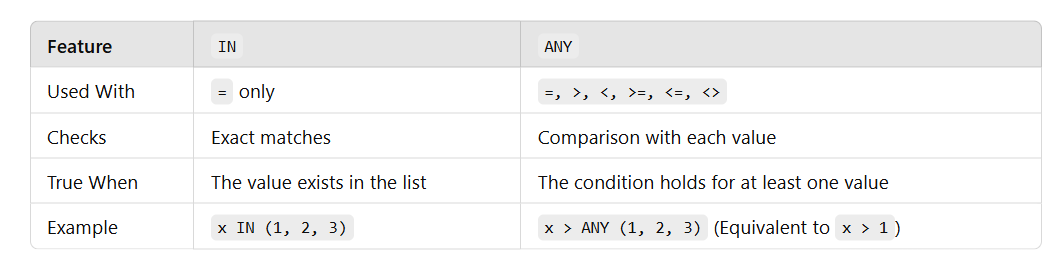 Feature IN ANY
Used With = only =, >, <, >=, <=, <>
Checks Exact matches Comparison with each value
True When The value exists in the list The condition holds for at least one value
Example x IN (1, 2, 3) x > ANY (1, 2, 3) (Equivalent to x > 1)